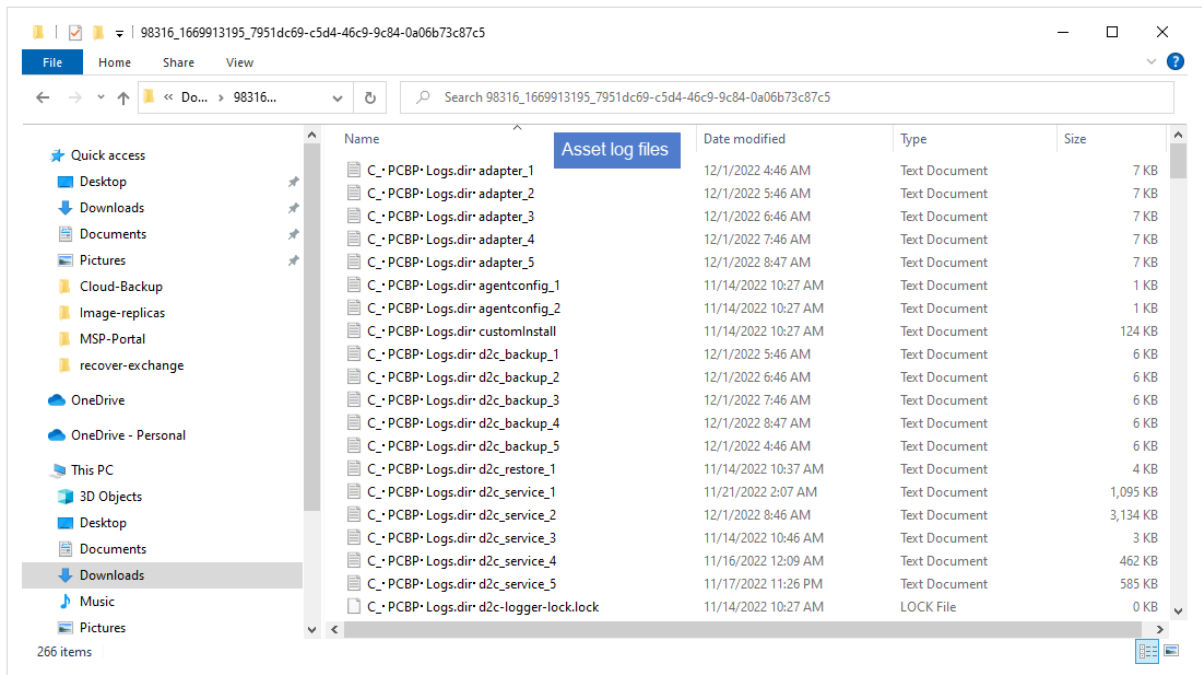 98316_1669913195_7951dc69-c5d4-46c9-9c84-0a06b73c87c5
File Home Share View
« Do... › 98316... Search 98316_1669913195_7951dc69-c5d4-46c9-9c84-0a06b73c87c5
Quick access
Desktop
Downloads
Documents
Pictures
Cloud-Backup
Image-replicas
MSP-Portal
recover-exchange
OneDrive
OneDrive - Personal
This PC
3D Objects
Desktop
Documents
Downloads
Music
Pictures
Name Date modified Type Size
Asset log files
C_• PCBP• Logs.dir• adapter_1 12/1/2022 4:46 AM Text Document 7 KB
C_• PCBP• Logs.dir• adapter_2 12/1/2022 5:46 AM Text Document 7 KB
C_• PCBP• Logs.dir• adapter_3 12/1/2022 6:46 AM Text Document 7 KB
C_• PCBP• Logs.dir• adapter_4 12/1/2022 7:46 AM Text Document 7 KB
C_• PCBP• Logs.dir• adapter_5 12/1/2022 8:47 AM Text Document 7 KB
C_• PCBP• Logs.dir• agentconfig_1 11/14/2022 10:27 AM Text Document 1 KB
C_• PCBP• Logs.dir• agentconfig_2 11/14/2022 10:27 AM Text Document 1 KB
C_• PCBP• Logs.dir• customInstall 11/14/2022 10:27 AM Text Document 124 KB
C_• PCBP• Logs.dir• d2c_backup_1 12/1/2022 5:46 AM Text Document 6 KB
C_• PCBP• Logs.dir• d2c_backup_2 12/1/2022 6:46 AM Text Document 6 KB
C_• PCBP• Logs.dir• d2c_backup_3 12/1/2022 7:46 AM Text Document 6 KB
C_• PCBP• Logs.dir• d2c_backup_4 12/1/2022 8:47 AM Text Document 6 KB
C_• PCBP• Logs.dir• d2c_backup_5 12/1/2022 4:46 AM Text Document 6 KB
C_• PCBP• Logs.dir• d2c_restore_1 11/14/2022 10:37 AM Text Document 4 KB
C_• PCBP• Logs.dir• d2c_service_1 11/21/2022 2:07 AM Text Document 1,095 KB
C_• PCBP• Logs.dir• d2c_service_2 12/1/2022 8:46 AM Text Document 3,134 KB
C_• PCBP• Logs.dir• d2c_service_3 11/14/2022 10:46 AM Text Document 3 KB
C_• PCBP• Logs.dir• d2c_service_4 11/16/2022 12:09 AM Text Document 462 KB
C_• PCBP• Logs.dir• d2c_service_5 11/17/2022 11:26 PM Text Document 585 KB
C_• PCBP• Logs.dir• d2c-logger-lock.lock 11/14/2022 10:27 AM LOCK File 0 KB
266 items